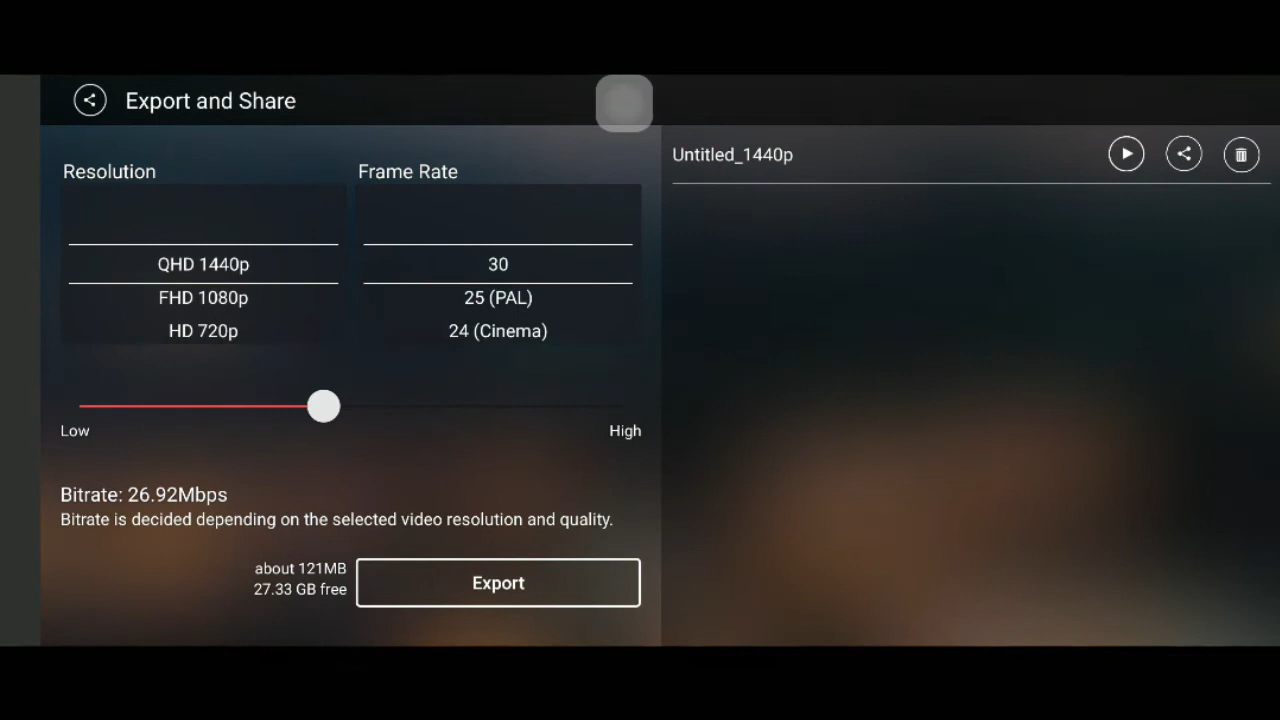 Export and Share
Resolution
Frame Rate
QHD 1440p
FHD 1080p
HD 720p
30
25 (PAL)
24 (Cinema)
Low
High
Bitrate: 26.92Mbps
Bitrate is decided depending on the selected video resolution and quality.
about 121MB
27.33 GB free
Export
Untitled_1440p